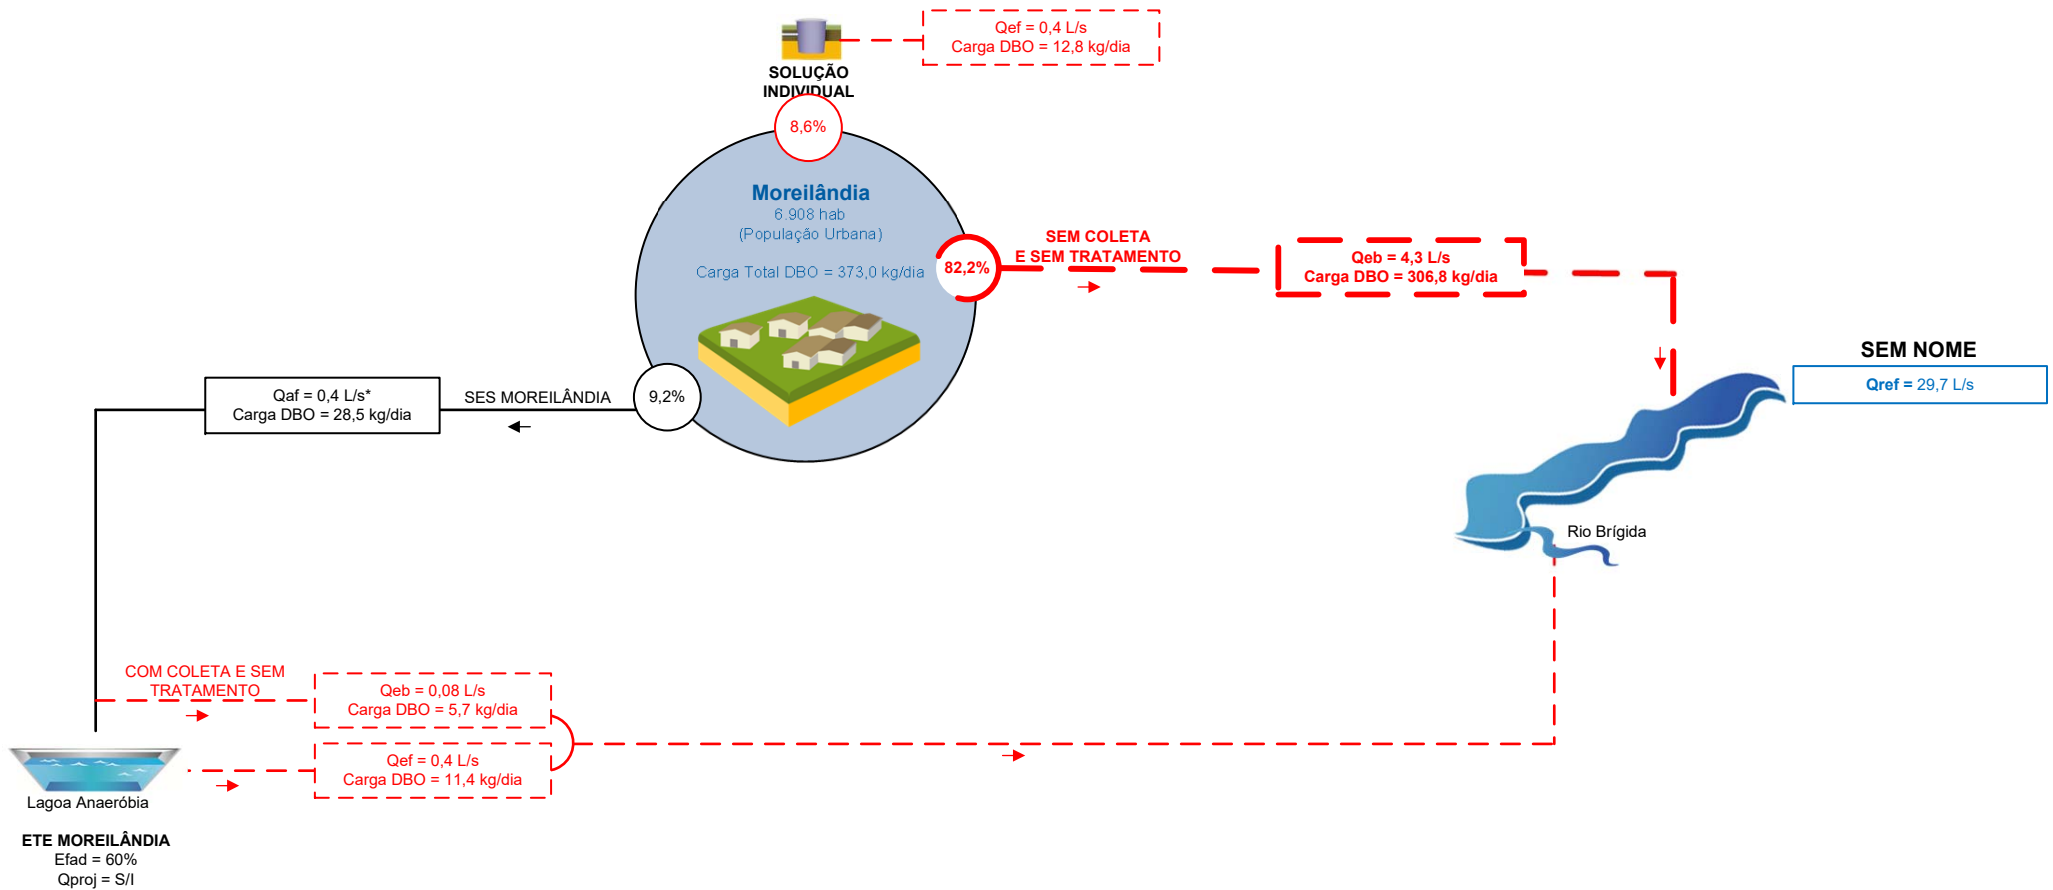 Qef = 0,4 L/s
Carga DBO = 12,8 kg/dia
SOLUÇÃO
INDIVIDUAL
8,6%
Moreilândia
6.908 hab
(População Urbana)
Carga Total DBO = 373,0 kg/dia
82,2%
SEM COLETA
E SEM TRATAMENTO
Qeb = 4,3 L/s
Carga DBO = 306,8 kg/dia
SEM NOME
Qref = 29,7 L/s
Rio Brígida
9,2%
SES MOREILÂNDIA
Qaf = 0,4 L/s*
Carga DBO = 28,5 kg/dia
COM COLETA E SEM
TRATAMENTO
Qeb = 0,08 L/s
Carga DBO = 5,7 kg/dia
Qef = 0,4 L/s
Carga DBO = 11,4 kg/dia
Lagoa Anaeróbia
ETE MOREILÂNDIA
Efad = 60%
Qproj = S/I